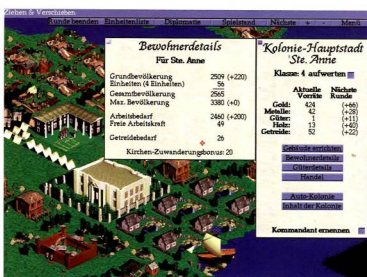 Ziehen & Verschieben
Runde beenden Einheitenliste Diplomatie Spielstand Nächste + - Menü
Bewohnerdetails
Für Ste. Anne
Grundbevölkerung 2509 (+220)
Einheiten (4 Einheiten) 56
Gesamtbevölkerung 2565
Max. Bevölkerung 3380 (+0)
Arbeitsbedarf 2460 (+200)
Freie Arbeitskraft 49
Getreidebedarf 26
Kirchen-Zuwanderungsbonus: 20
Kolonie-Hauptstadt
Ste. Anne
Klasse: 4 aufwerten
Aktuelle Nächste
Vorräte Runde
Gold: 424 (+66)
Metalle: 42 (+28)
Güter: 1 (+11)
Holz: 13 (+40)
Getreide: 52 (+22)
Gebäude errichten
Bewohnerdetails
Güterdetails
Handel
Auto-Kolonie
Inhalt der Kolonie
Kommandant ernennen